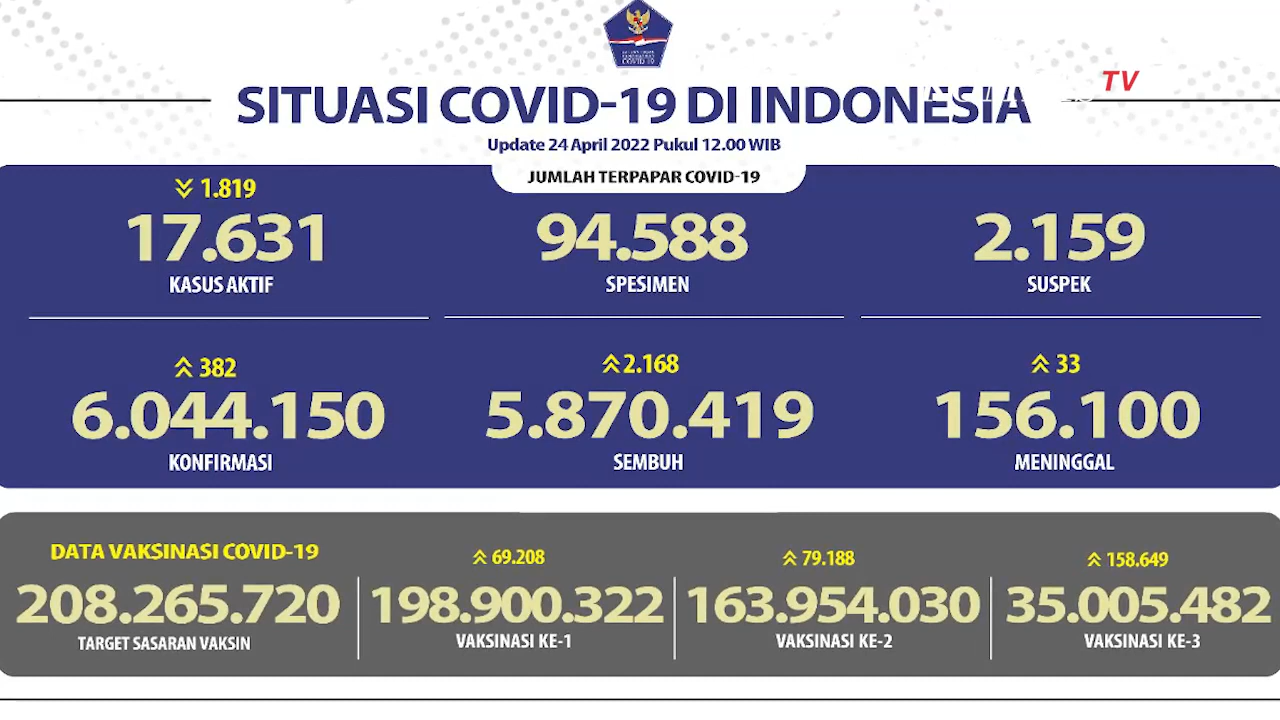 COVID 19
TV
SITUASI COVID-19 DI INDONESIA
Update 24 April 2022 Pukul 12.00 WIB
JUMLAH TERPAPAR COVID-19
1.819
17.631
KASUS AKTIF
94.588
SPESIMEN
2.159
SUSPEK
382
6.044.150
KONFIRMASI
2.168
5.870.419
SEMBUH
33
156.100
MENINGGAL
DATA VAKSINASI COVID-19
208.265.720
TARGET SASARAN VAKSIN
69.208
198.900.322
VAKSINASI KE-1
79.188
163.954.030
VAKSINASI KE-2
158.649
35.005.482
VAKSINASI KE-3